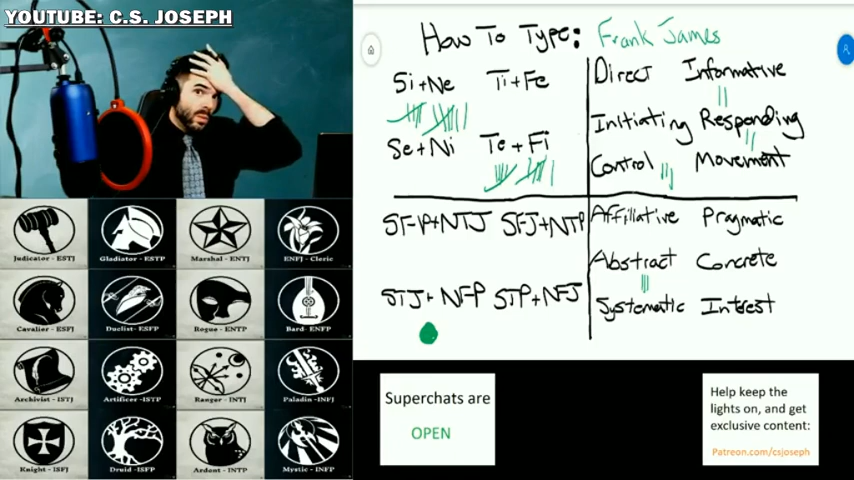 YOUTUBE: C.S. JOSEPH
How To Type: Frank James
Si+Ne Ti+Fe
Se+Ni Te+Fi
Direct Informative
Initiating Responding
Control Movement
STP+NTJ SFJ+NTP
STJ+NFP STP+NFJ
Affiliative Pragmatic
Abstract Concrete
Systematic Interest
Judicator - ESTJ
Gladiator - ESTP
Marshal - ENTJ
ENFJ - Cleric
Cavalier - ESFJ
Duelist - ESFP
Rogue - ENTP
Bard - ENFP
Archivist - ISTJ
Artificer - ISTP
Ranger - INTJ
Paladin - INFJ
Knight - ISFJ
Druid - ISFP
Ardent - INTP
Mystic - INFP
Superchats are
OPEN
Help keep the
lights on, and get
exclusive content:
Patreon.com/csjoseph